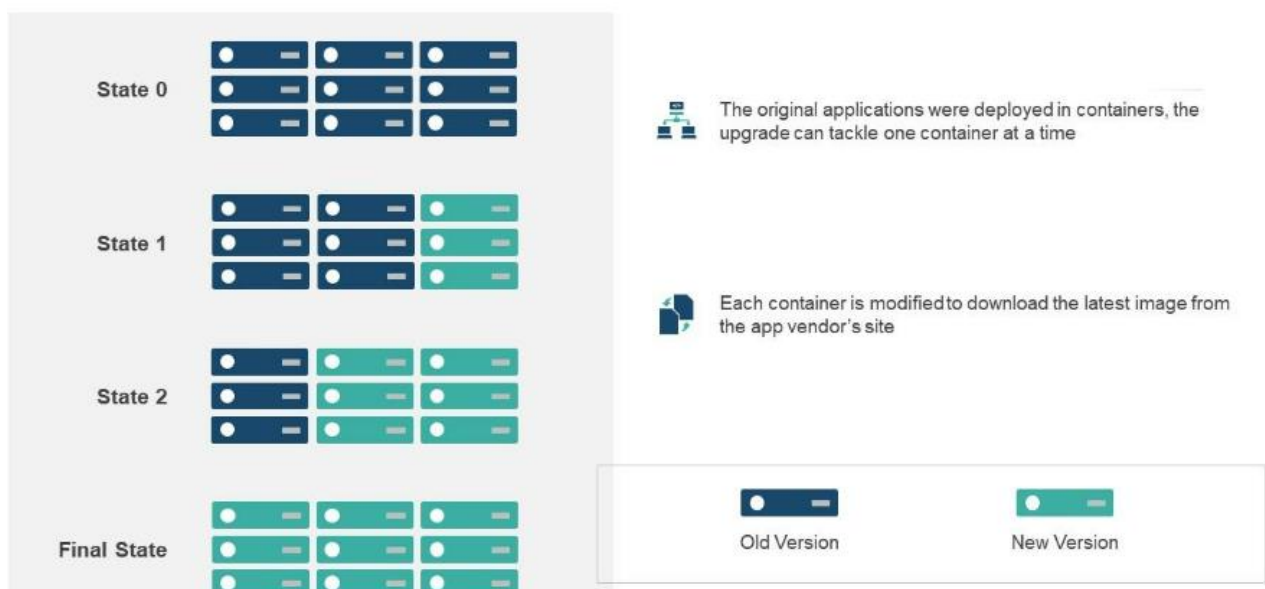 State 0
The original applications were deployed in containers, the
upgrade can tackle one container at a time
State 1
Each container is modified to download the latest image from
the app vendor's site
State 2
Old Version
New Version
Final State